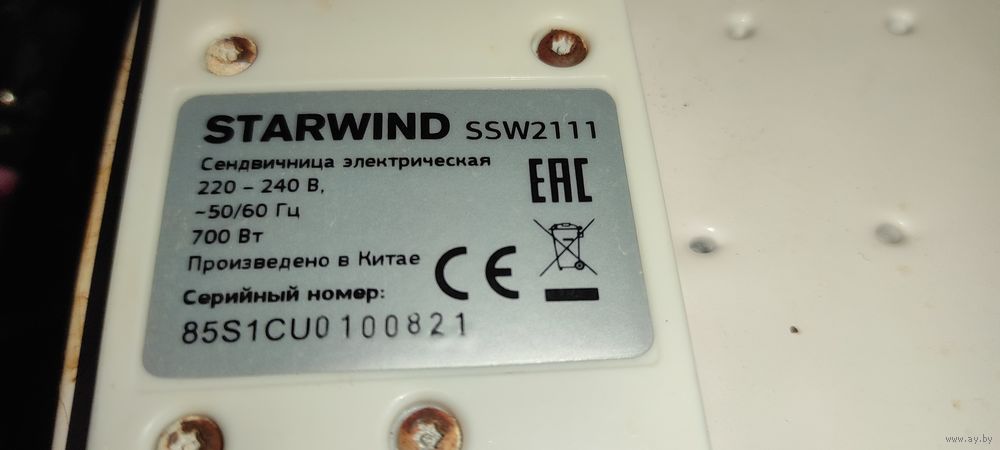 STARWIND SSW2111
Сендвичница электрическая
220 – 240 В,
~50/60 Гц
700 Вт
Произведено в Китае
Серийный номер:
85S1CU0100821
EAC
CE
www.ay.by